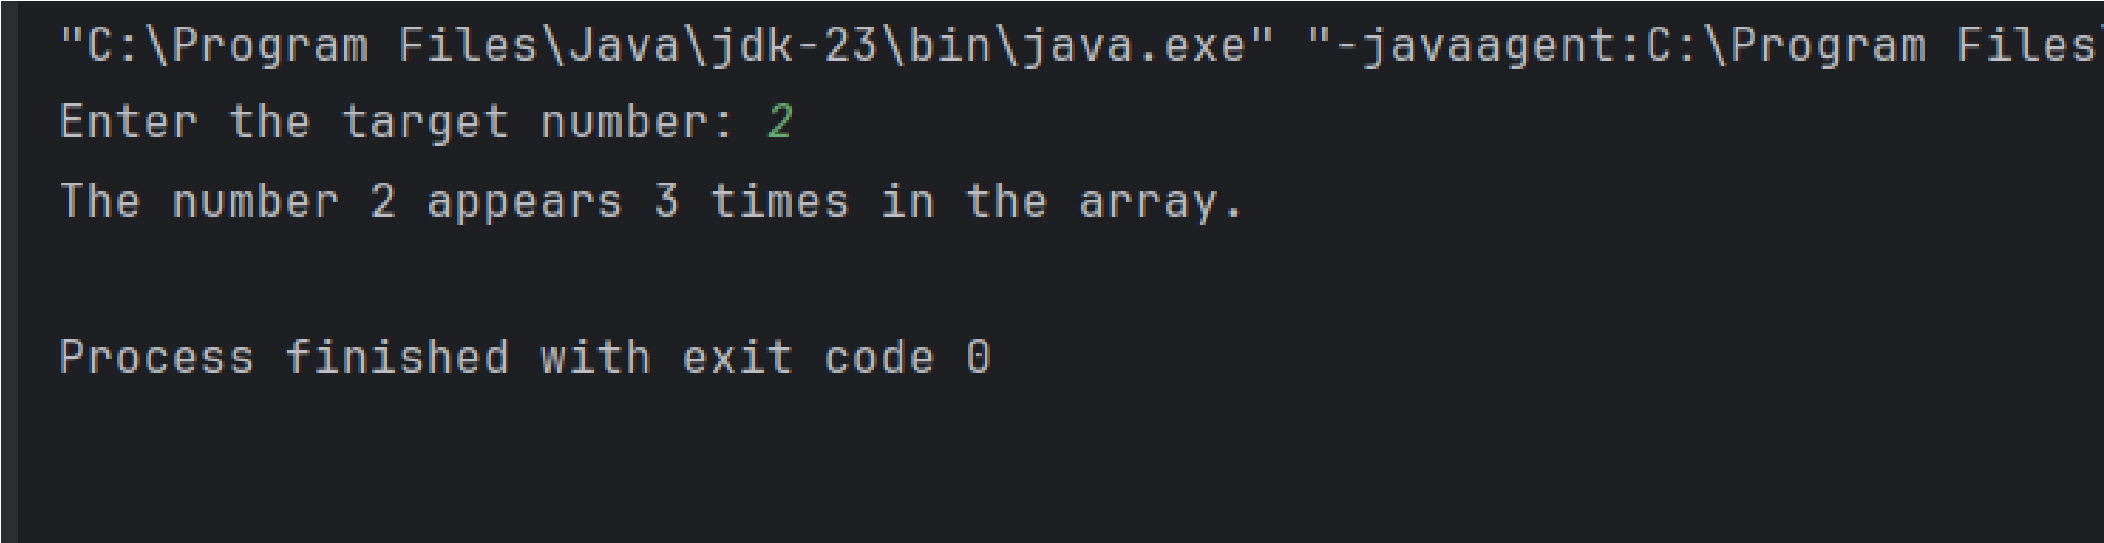 "C:\Program Files\Java\jdk-23\bin\java.exe" "-javaagent:C:\Program Files\
Enter the target number: 2
The number 2 appears 3 times in the array.
Process finished with exit code 0